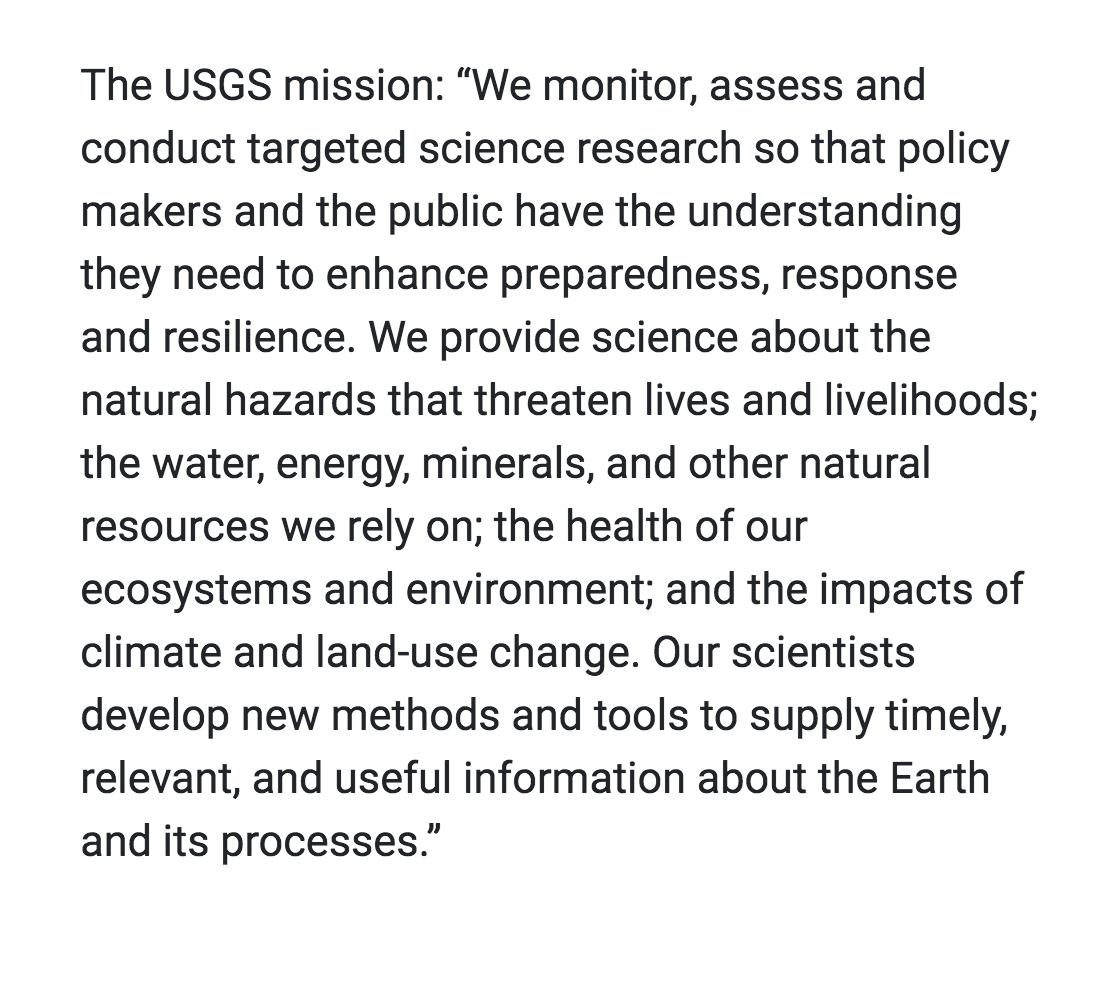 The USGS mission: “We monitor, assess and
conduct targeted science research so that policy
makers and the public have the understanding
they need to enhance preparedness, response
and resilience. We provide science about the
natural hazards that threaten lives and livelihoods;
the water, energy, minerals, and other natural
resources we rely on; the health of our
ecosystems and environment; and the impacts of
climate and land-use change. Our scientists
develop new methods and tools to supply timely,
relevant, and useful information about the Earth
and its processes.”